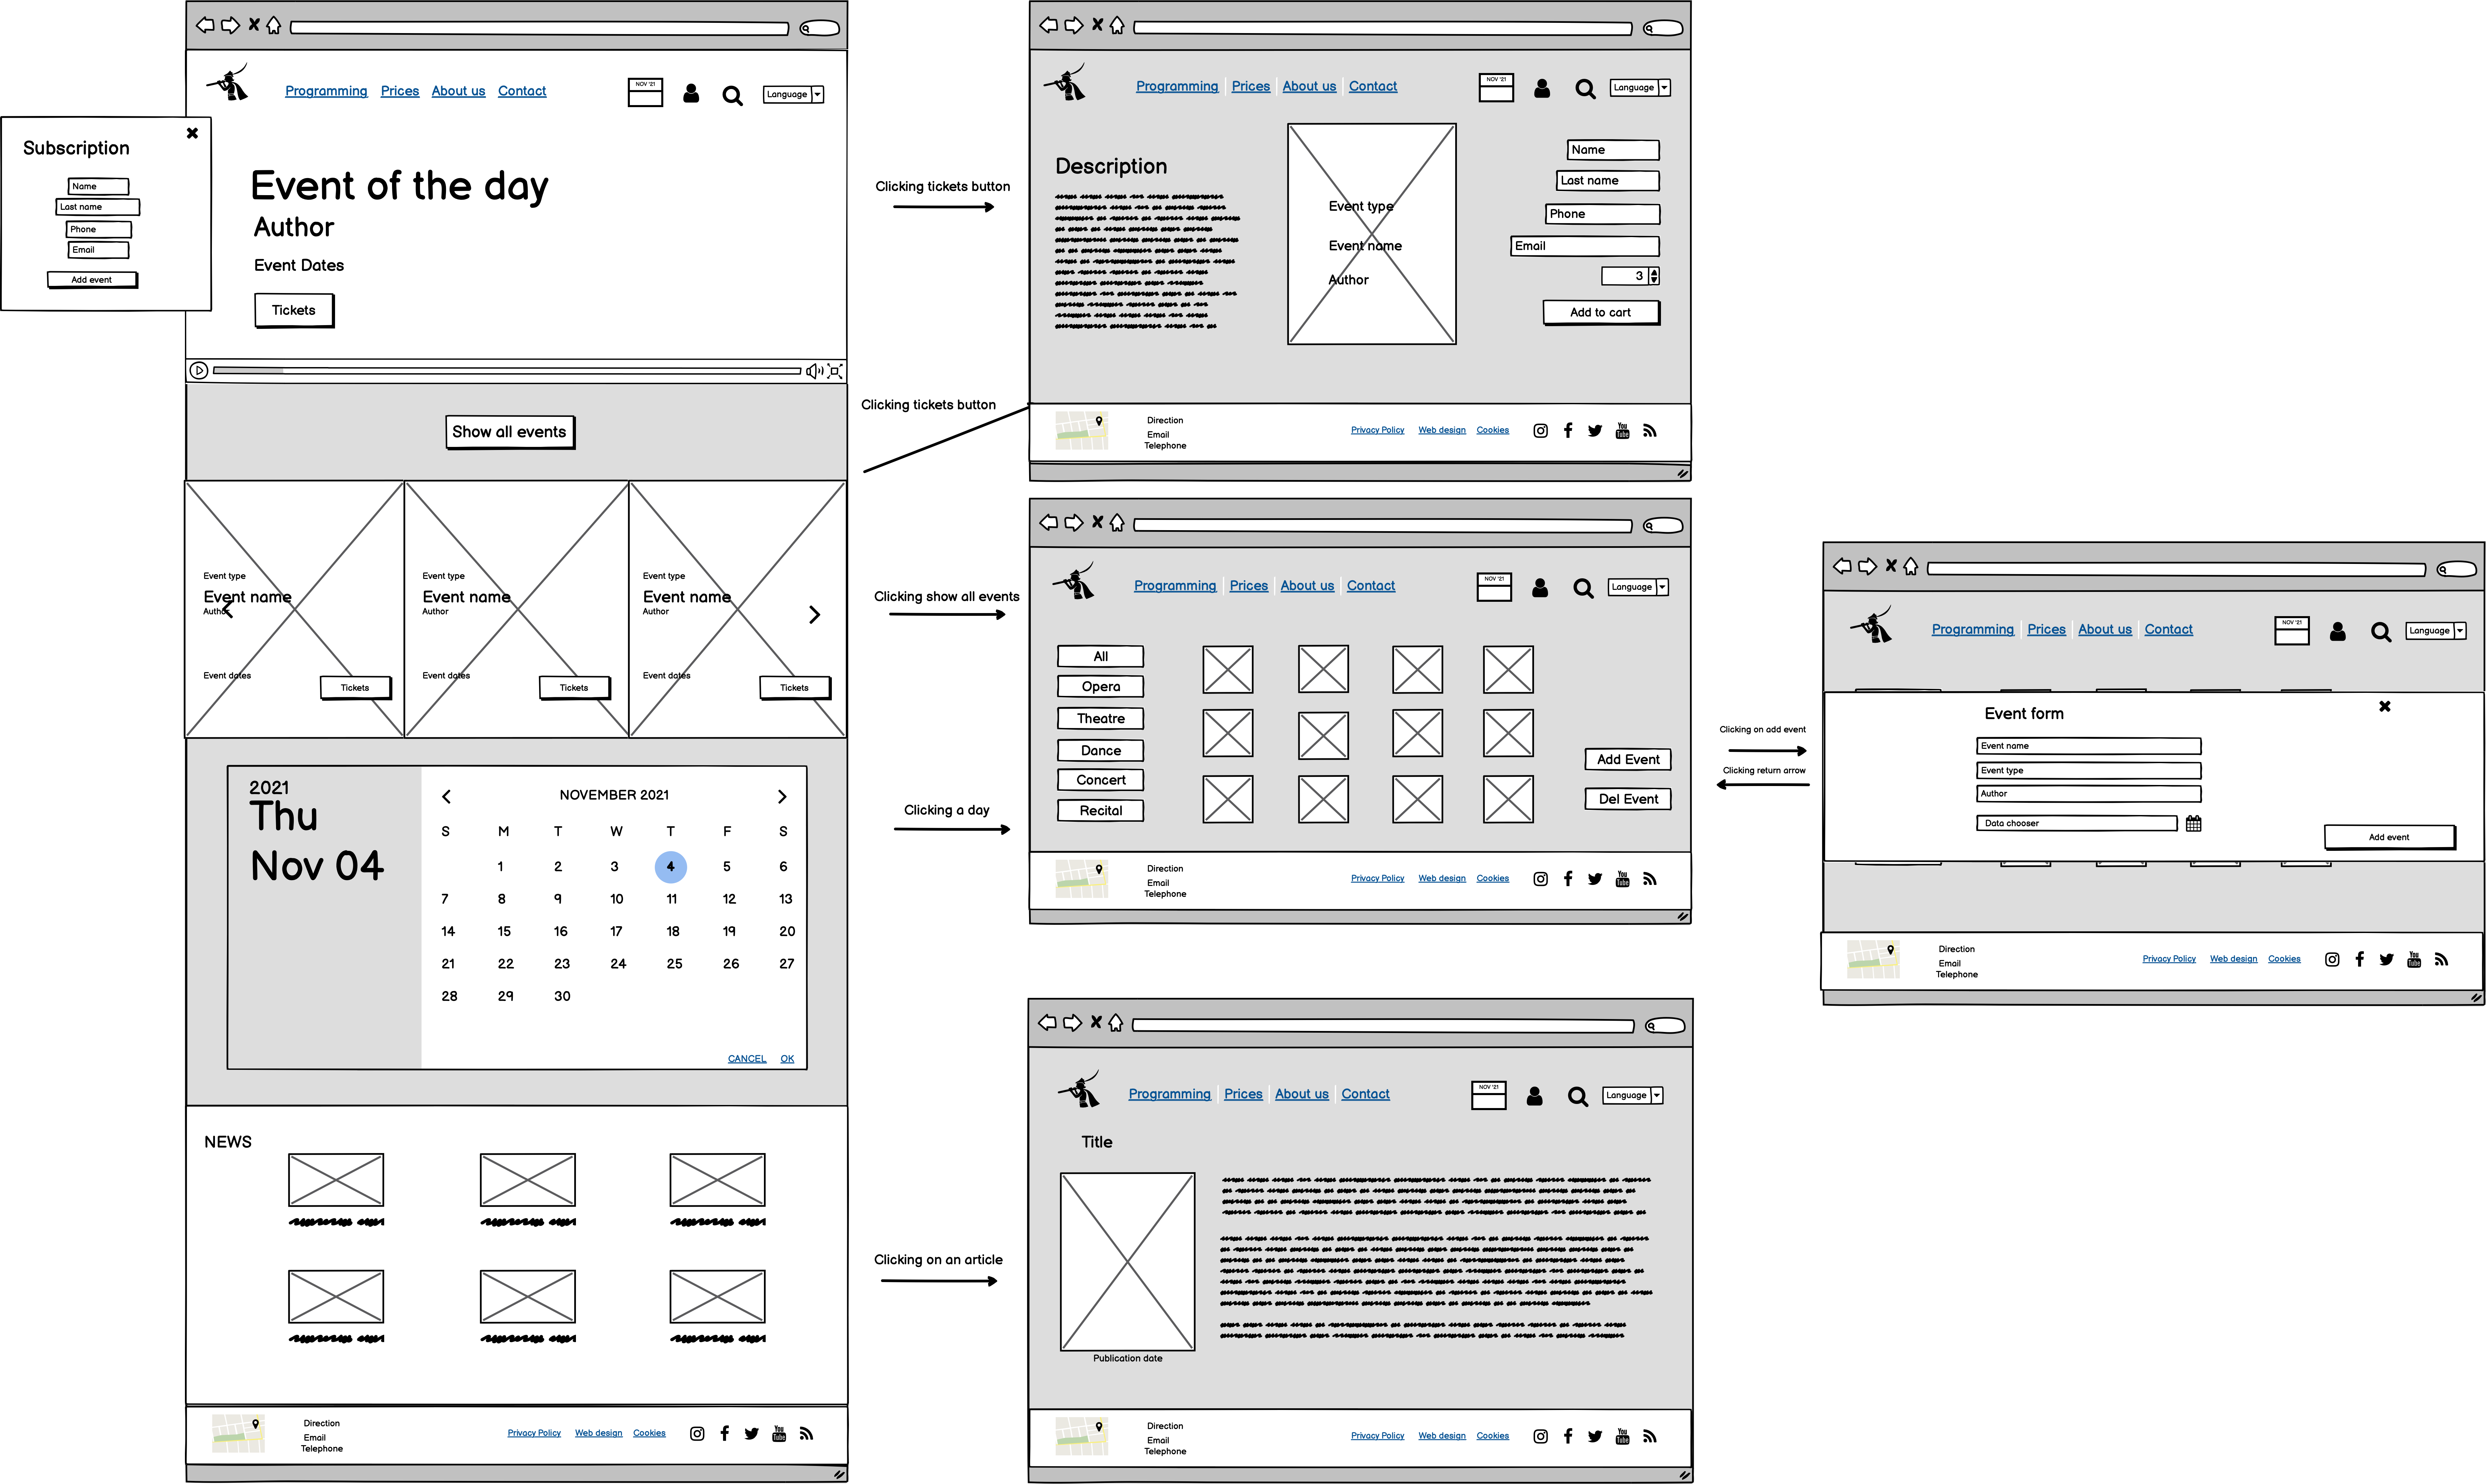 Programming Prices About us Contact
NOV '21
Language
Subscription
Name
Last name
Phone
Email
Add event
Event of the day
Author
Event Dates
Tickets
Show all events
Event type
Event name
Author
Event dates
Tickets
Event type
Event name
Author
Event dates
Tickets
Event type
Event name
Author
Event dates
Tickets
2021
Thu
Nov 04
NOVEMBER 2021
S M T W T F S
1 2 3 4 5 6
7 8 9 10 11 12 13
14 15 16 17 18 19 20
21 22 23 24 25 26 27
28 29 30
CANCEL OK
NEWS
Direction
Email
Telephone
Privacy Policy Web design Cookies
You
Tube
Clicking tickets button
Clicking tickets button
Clicking show all events
Clicking a day
Clicking on an article
Programming Prices About us Contact
NOV '21
Language
Description
Event type
Event name
Author
Name
Last name
Phone
Email
3
Add to cart
Direction
Email
Telephone
Privacy Policy Web design Cookies
You
Tube
Programming Prices About us Contact
NOV '21
Language
All
Opera
Theatre
Dance
Concert
Recital
Add Event
Del Event
Direction
Email
Telephone
Privacy Policy Web design Cookies
You
Tube
Clicking on add event
Clicking return arrow
Programming Prices About us Contact
NOV '21
Language
Event form
Event name
Event type
Author
Data chooser
Add event
Direction
Email
Telephone
Privacy Policy Web design Cookies
You
Tube
Programming Prices About us Contact
NOV '21
Language
Title
Publication date
Direction
Email
Telephone
Privacy Policy Web design Cookies
You
Tube